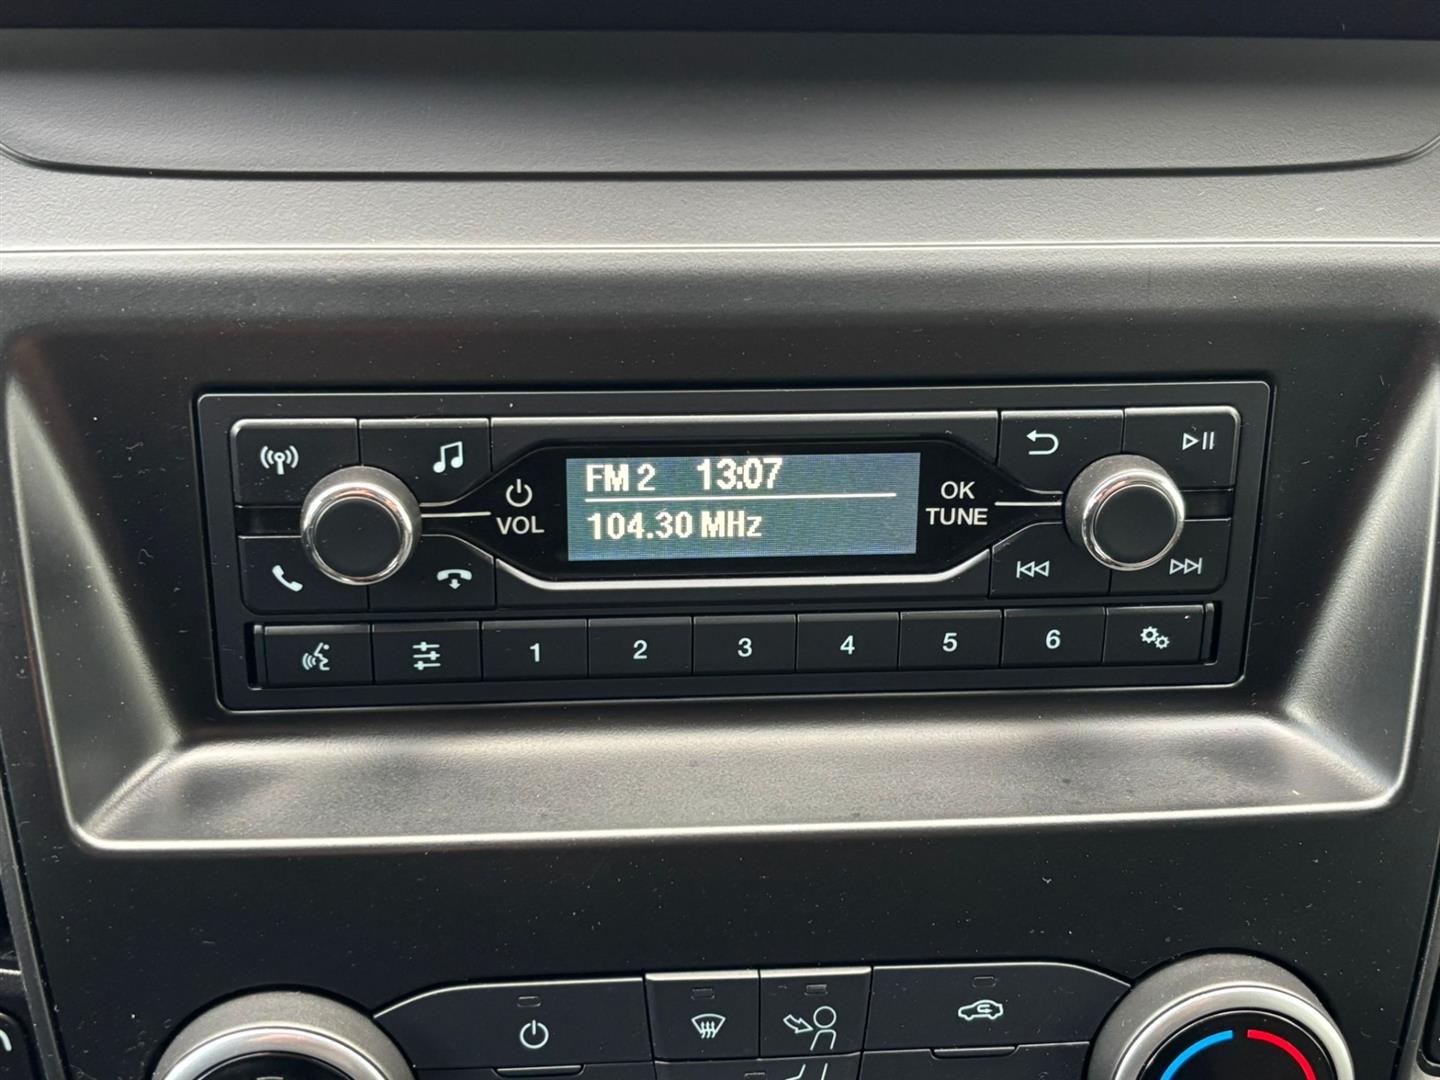 FM 2 13:07
104.30 MHz
VOL
OK
TUNE
1 2 3 4 5 6